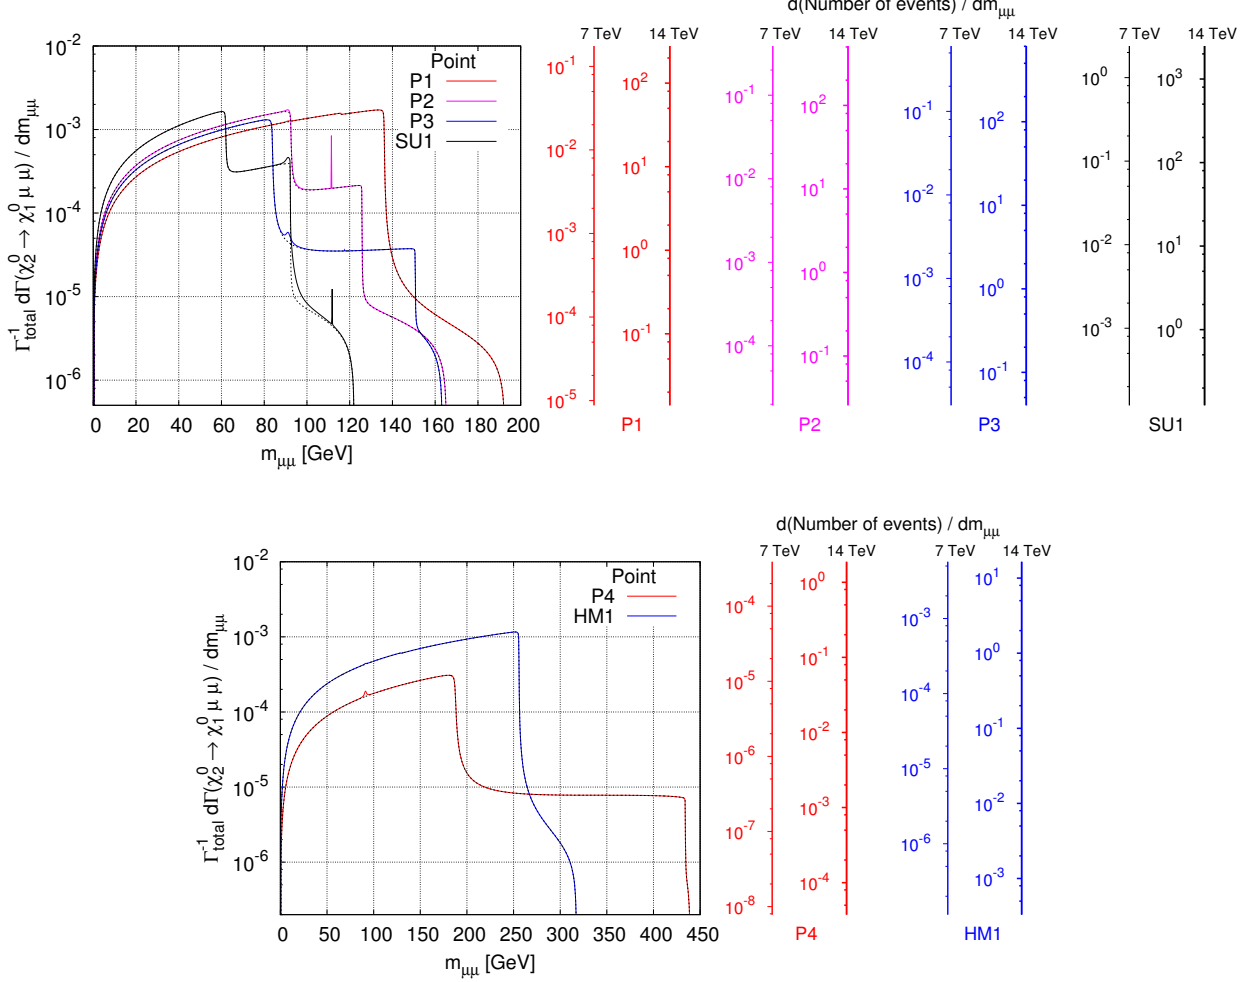 d(Number of events) / dm_μμ
7 TeV 14 TeV 7 TeV 14 TeV 7 TeV 14 TeV 7 TeV 14 TeV
Γ⁻¹_total dΓ(χ⁰₂ → χ⁰₁ μ μ) / dm_μμ
10⁻² 10⁻³ 10⁻⁴ 10⁻⁵ 10⁻⁶
Point
P1
P2
P3
SU1
0 20 40 60 80 100 120 140 160 180 200
m_μμ [GeV]
10⁻¹ 10⁻² 10⁻³ 10⁻⁴ 10⁻⁵
10² 10¹ 10⁰ 10⁻¹
P1
10⁻¹ 10⁻² 10⁻³ 10⁻⁴
10² 10¹ 10⁰ 10⁻¹
P2
10⁻¹ 10⁻² 10⁻³ 10⁻⁴
10² 10¹ 10⁰ 10⁻¹
P3
10⁰ 10⁻¹ 10⁻² 10⁻³
10³ 10² 10¹ 10⁰
SU1
d(Number of events) / dm_μμ
7 TeV 14 TeV 7 TeV 14 TeV
Γ⁻¹_total dΓ(χ⁰₂ → χ⁰₁ μ μ) / dm_μμ
10⁻² 10⁻³ 10⁻⁴ 10⁻⁵ 10⁻⁶
Point
P4
HM1
0 50 100 150 200 250 300 350 400 450
m_μμ [GeV]
10⁻⁴ 10⁻⁵ 10⁻⁶ 10⁻⁷ 10⁻⁸
10⁰ 10⁻¹ 10⁻² 10⁻³ 10⁻⁴
P4
10⁻³ 10⁻⁴ 10⁻⁵ 10⁻⁶
10¹ 10⁰ 10⁻¹ 10⁻² 10⁻³
HM1